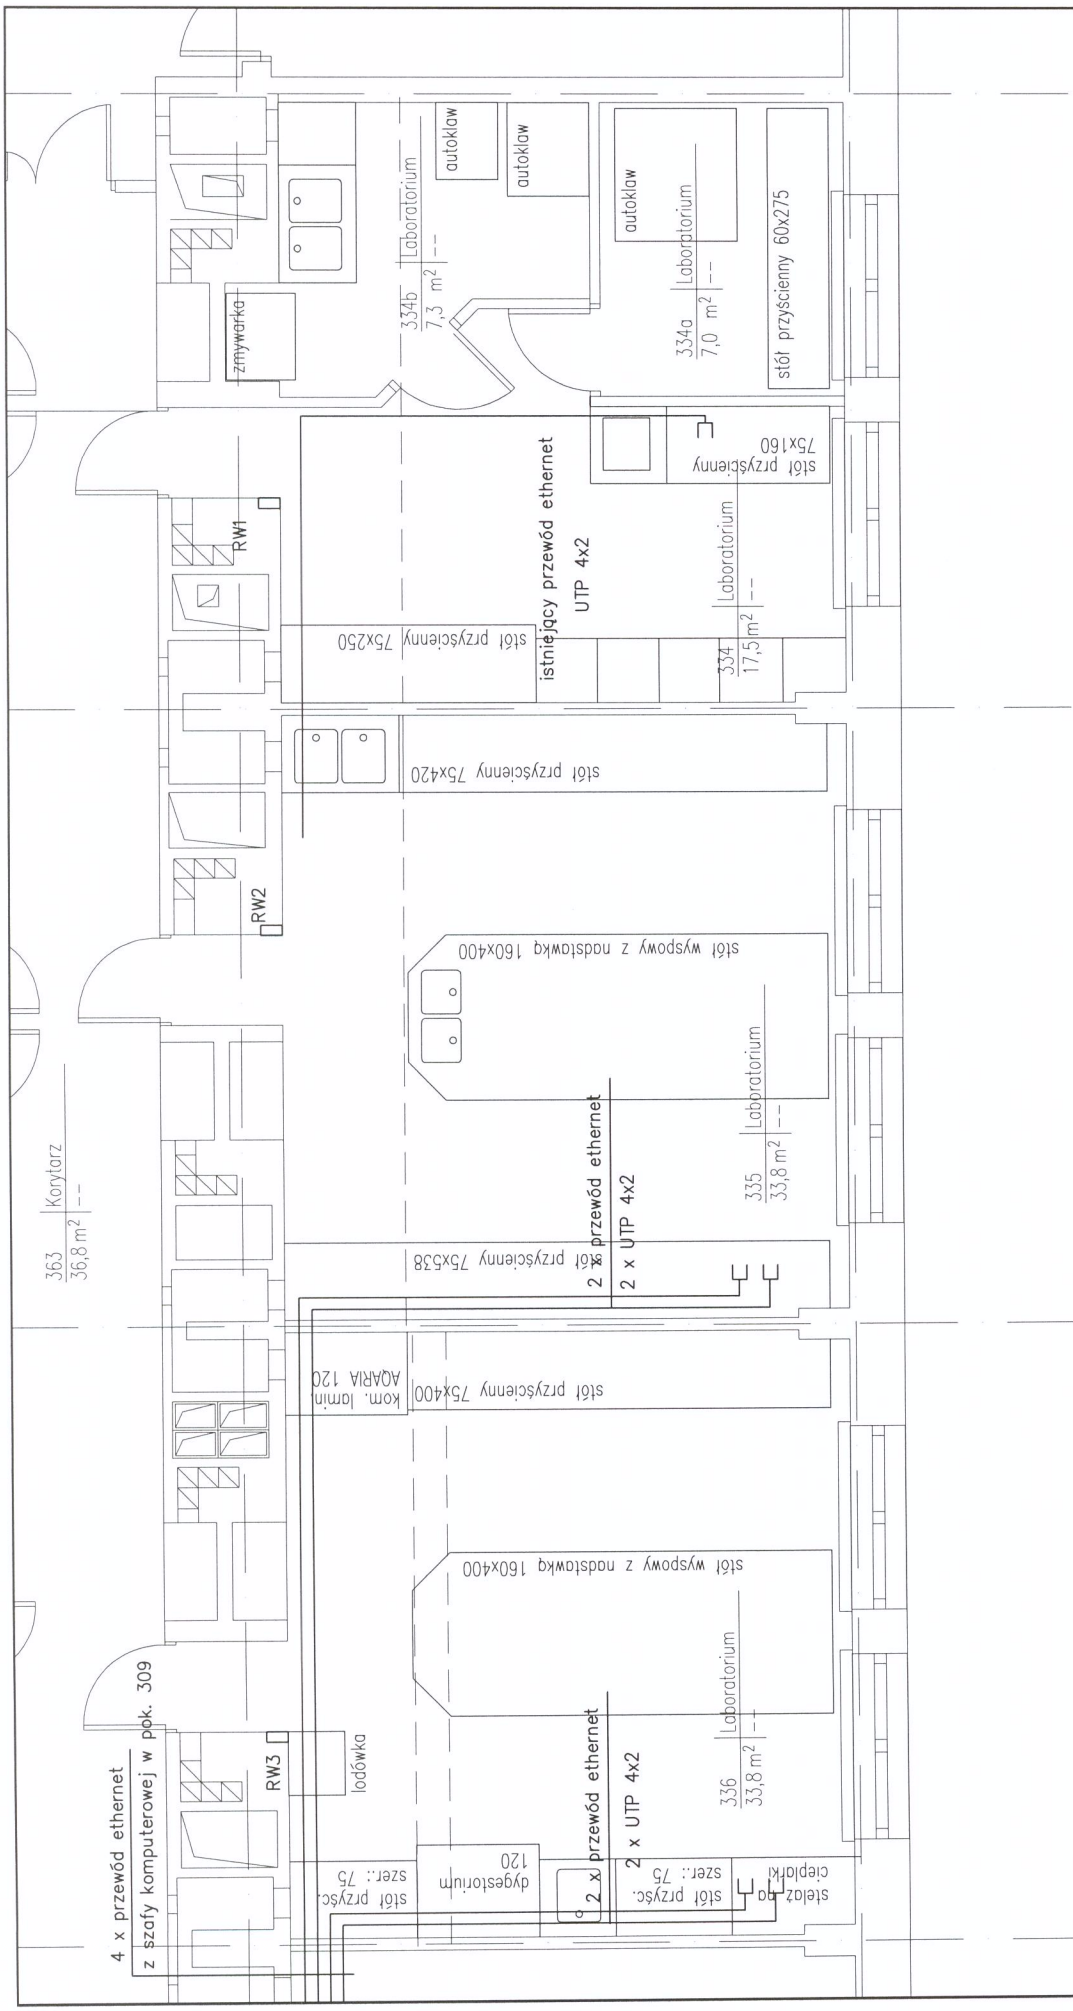 4 x przewód ethernet
z szafy komputerowej w pok. 309
363 Korytarz
36,8 m² --
RW3
lodówka
stół przyśc.
szer.: 75
dygestorium
120
2 x przewód ethernet
2 x UTP 4x2
stół przyśc.
szer.: 75
stelaż na
cieplarki
336 Laboratorium
33,8 m² --
stół wyspowy z nadstawką 160x400
kom. lamin.
AQARIA 120
stół przyścienny 75x400
stół przyścienny 75x538
2 x przewód ethernet
2 x UTP 4x2
335 Laboratorium
33,8 m² --
stół wyspowy z nadstawką 160x400
RW2
stół przyścienny 75x420
RW1
stół przyścienny 75x250
istniejący przewód ethernet
UTP 4x2
334 Laboratorium
17,5 m² --
stół przyścienny
75x160
zmywarka
334b Laboratorium
7,3 m² --
autoklaw
autoklaw
autoklaw
334a Laboratorium
7,0 m² --
stół przyścienny 60x275